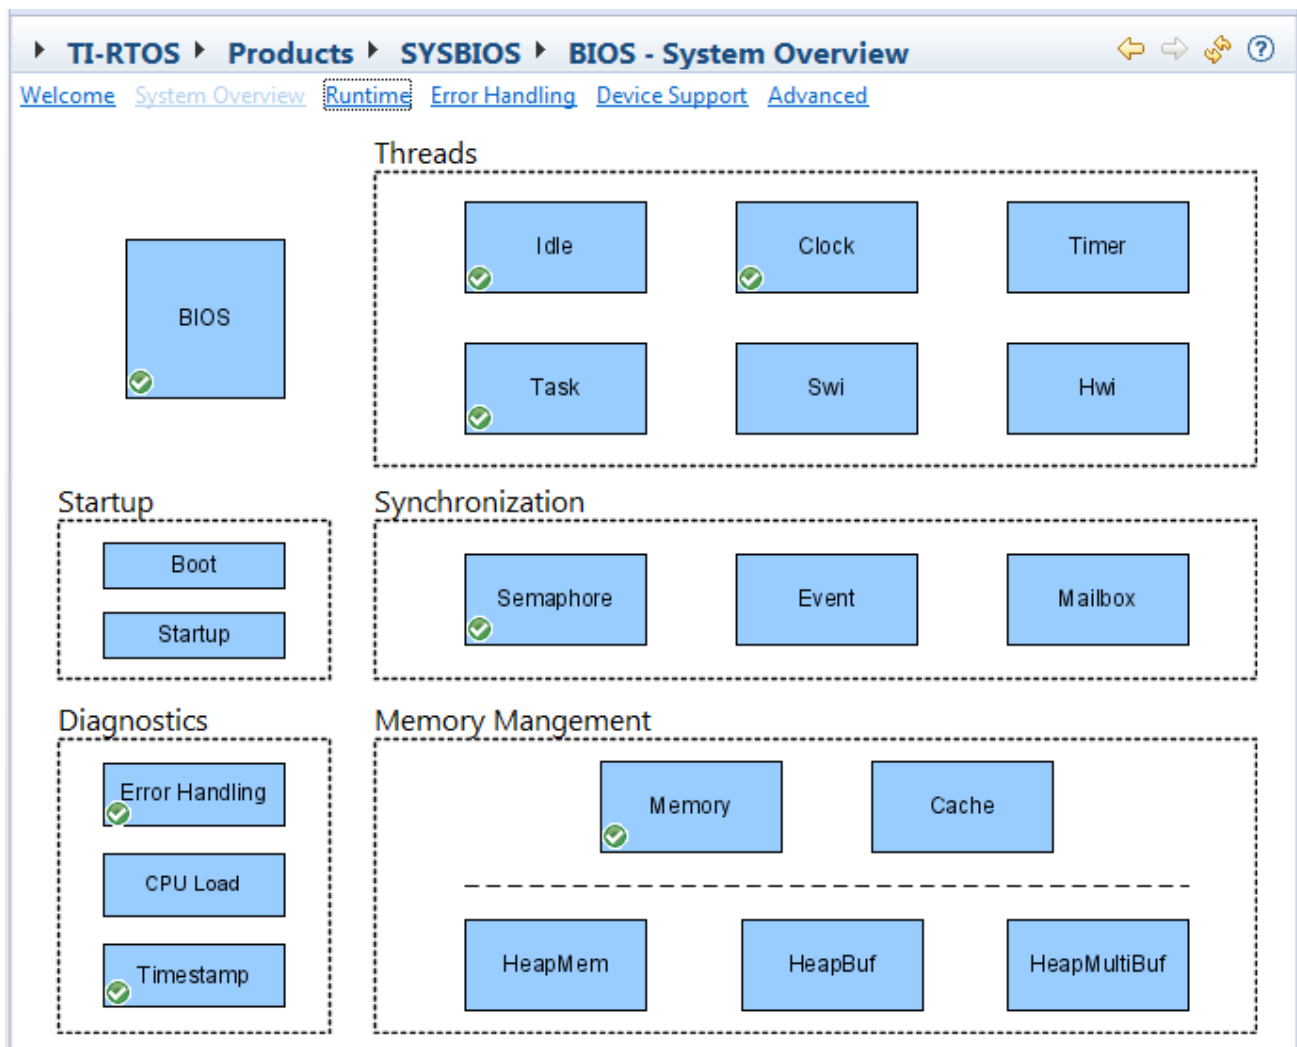 TI-RTOS Products SYSBIOS BIOS - System Overview
Welcome System Overview Runtime Error Handling Device Support Advanced
Threads
Idle Clock Timer
BIOS
Task Swi Hwi
Startup Synchronization
Boot
Semaphore Event Mailbox
Startup
Diagnostics Memory Mangement
Error Handling
Memory Cache
CPU Load
HeapMem HeapBuf HeapMultiBuf
Timestamp